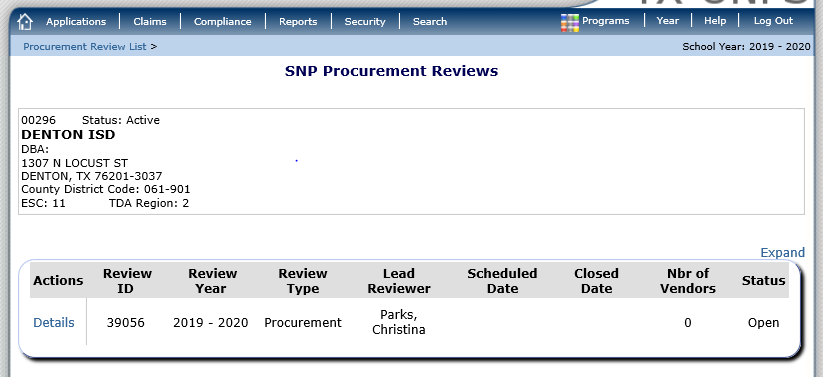 Applications Claims Compliance Reports Security Search Programs Year Help Log Out
Procurement Review List > School Year: 2019 - 2020
SNP Procurement Reviews
00296 Status: Active
DENTON ISD
DBA:
1307 N LOCUST ST
DENTON, TX 76201-3037
County District Code: 061-901
ESC: 11 TDA Region: 2
Expand
Actions Review ID Review Year Review Type Lead Reviewer Scheduled Date Closed Date Nbr of Vendors Status
Details 39056 2019 - 2020 Procurement Parks, Christina 0 Open